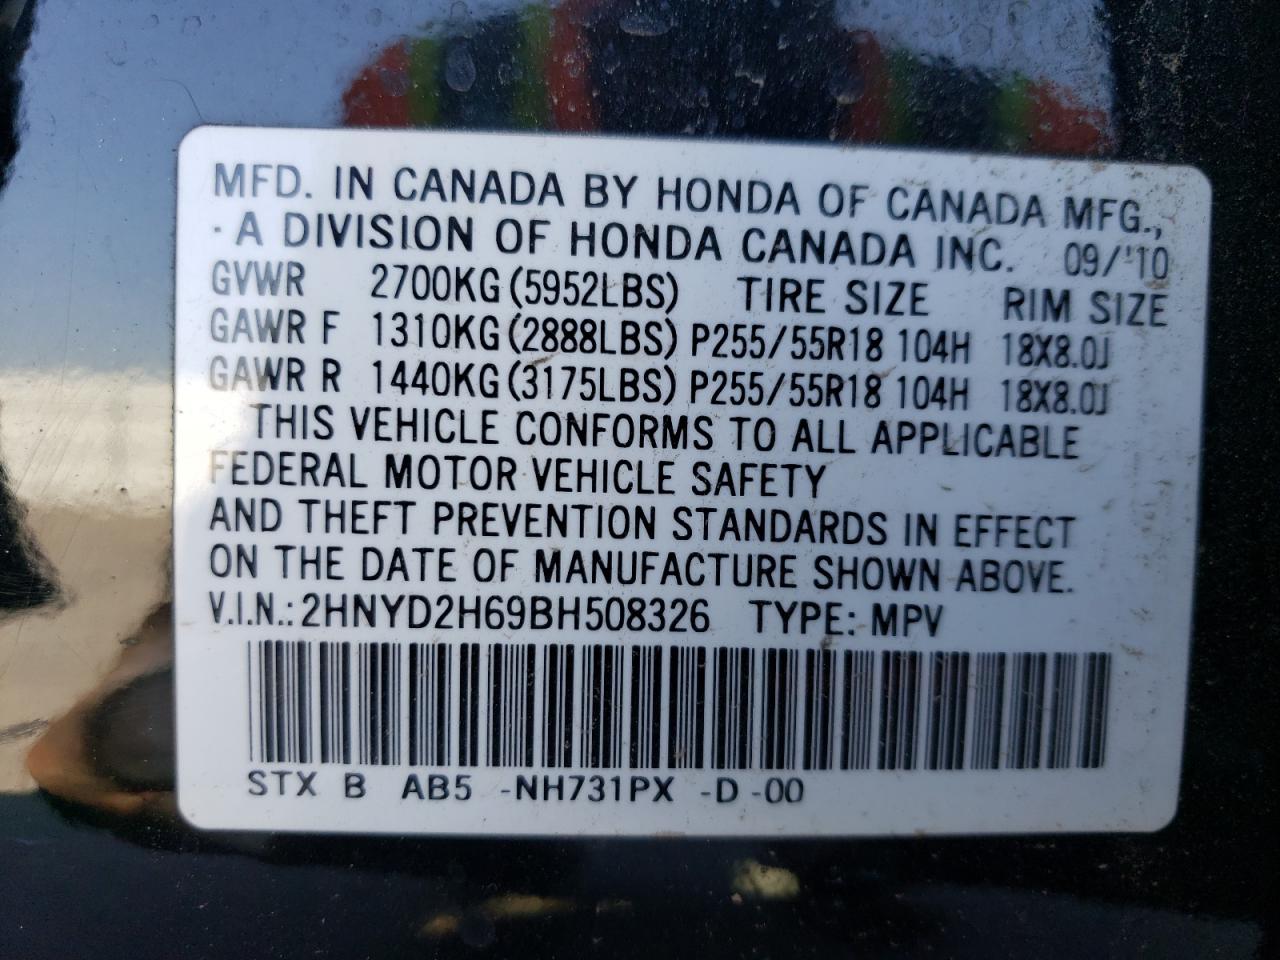 MFD. IN CANADA BY HONDA OF CANADA MFG.,
· A DIVISION OF HONDA CANADA INC. 09/'10
GVWR 2700KG (5952LBS) TIRE SIZE RIM SIZE
GAWR F 1310KG (2888LBS) P255/55R18 104H 18X8.0J
GAWR R 1440KG (3175LBS) P255/55R18 104H 18X8.0J
THIS VEHICLE CONFORMS TO ALL APPLICABLE
FEDERAL MOTOR VEHICLE SAFETY
AND THEFT PREVENTION STANDARDS IN EFFECT
ON THE DATE OF MANUFACTURE SHOWN ABOVE.
V.I.N.: 2HNYD2H69BH508326 TYPE: MPV
STX B AB5 -NH731PX -D -00